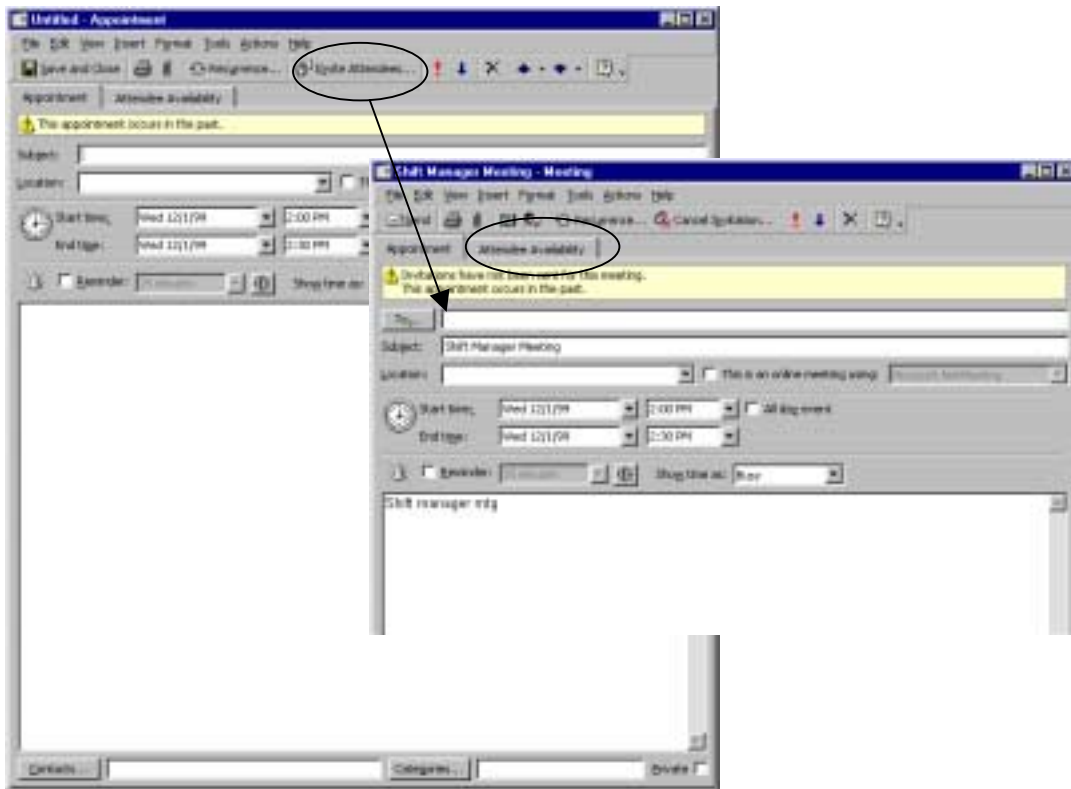 Untitled - Appointment
File Edit View Insert Format Tools Actions Help
Save and Close Recurrence... Invite Attendees...
Appointment Attendee Availability
This appointment occurs in the past.
Subject:
Location:
Start time: Wed 12/1/99 2:00 PM
End time: Wed 12/1/99 2:30 PM
Reminder: Show time as:
Contacts... Categories... Private
Shift Manager Meeting - Meeting
File Edit View Insert Format Tools Actions Help
Send Recurrence... Cancel Invitation...
Appointment Attendee Availability
Invitations have not been sent for this meeting.
This appointment occurs in the past.
To...
Subject: Shift Manager Meeting
Location: This is an online meeting using:
Start time: Wed 12/1/99 2:00 PM All day event
End time: Wed 12/1/99 2:30 PM
Reminder: Show time as: Busy
Shift manager mtg